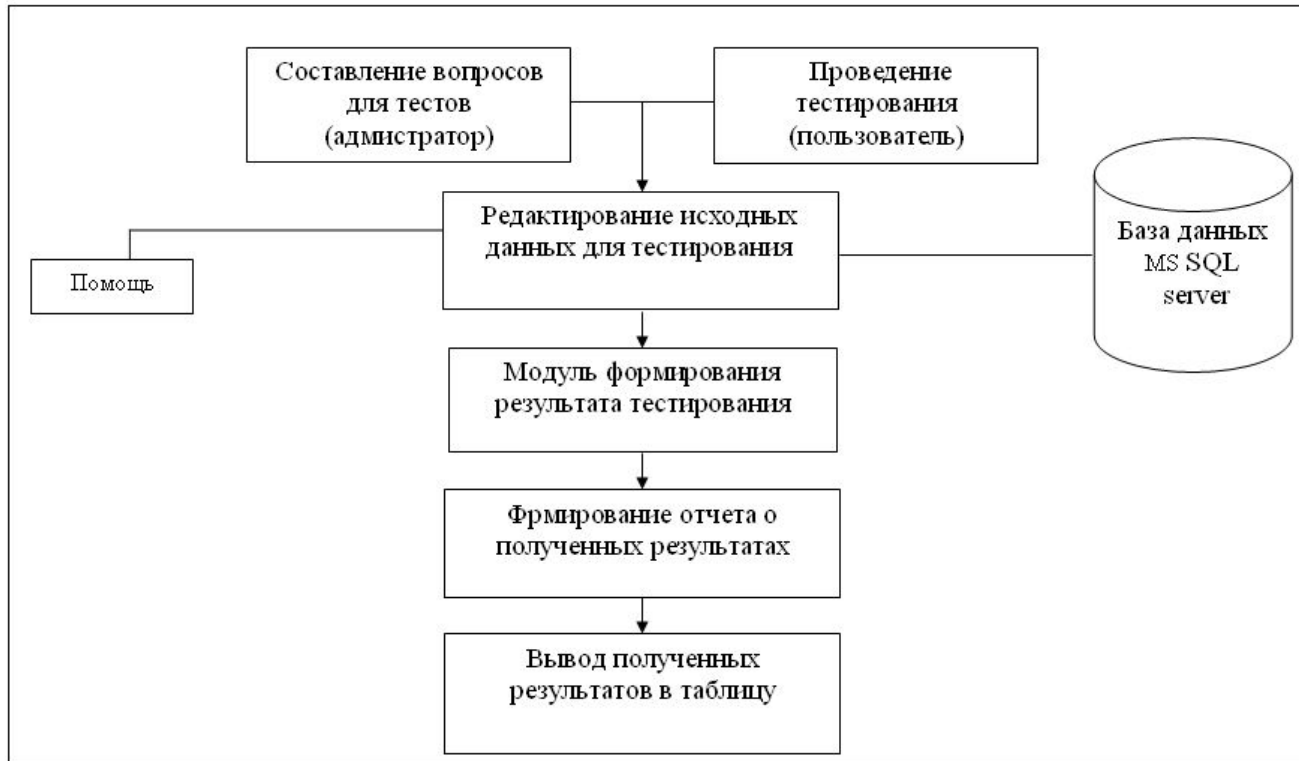 Составление вопросов
для тестов
(адмистратор)
Проведение
тестирования
(пользователь)
Редактирование исходных
данных для тестирования
База данных
MS SQL
server
Помощь
Модуль формирования
результата тестирования
Фрмирование отчета о
полученных результатах
Вывод полученных
результатов в таблицу